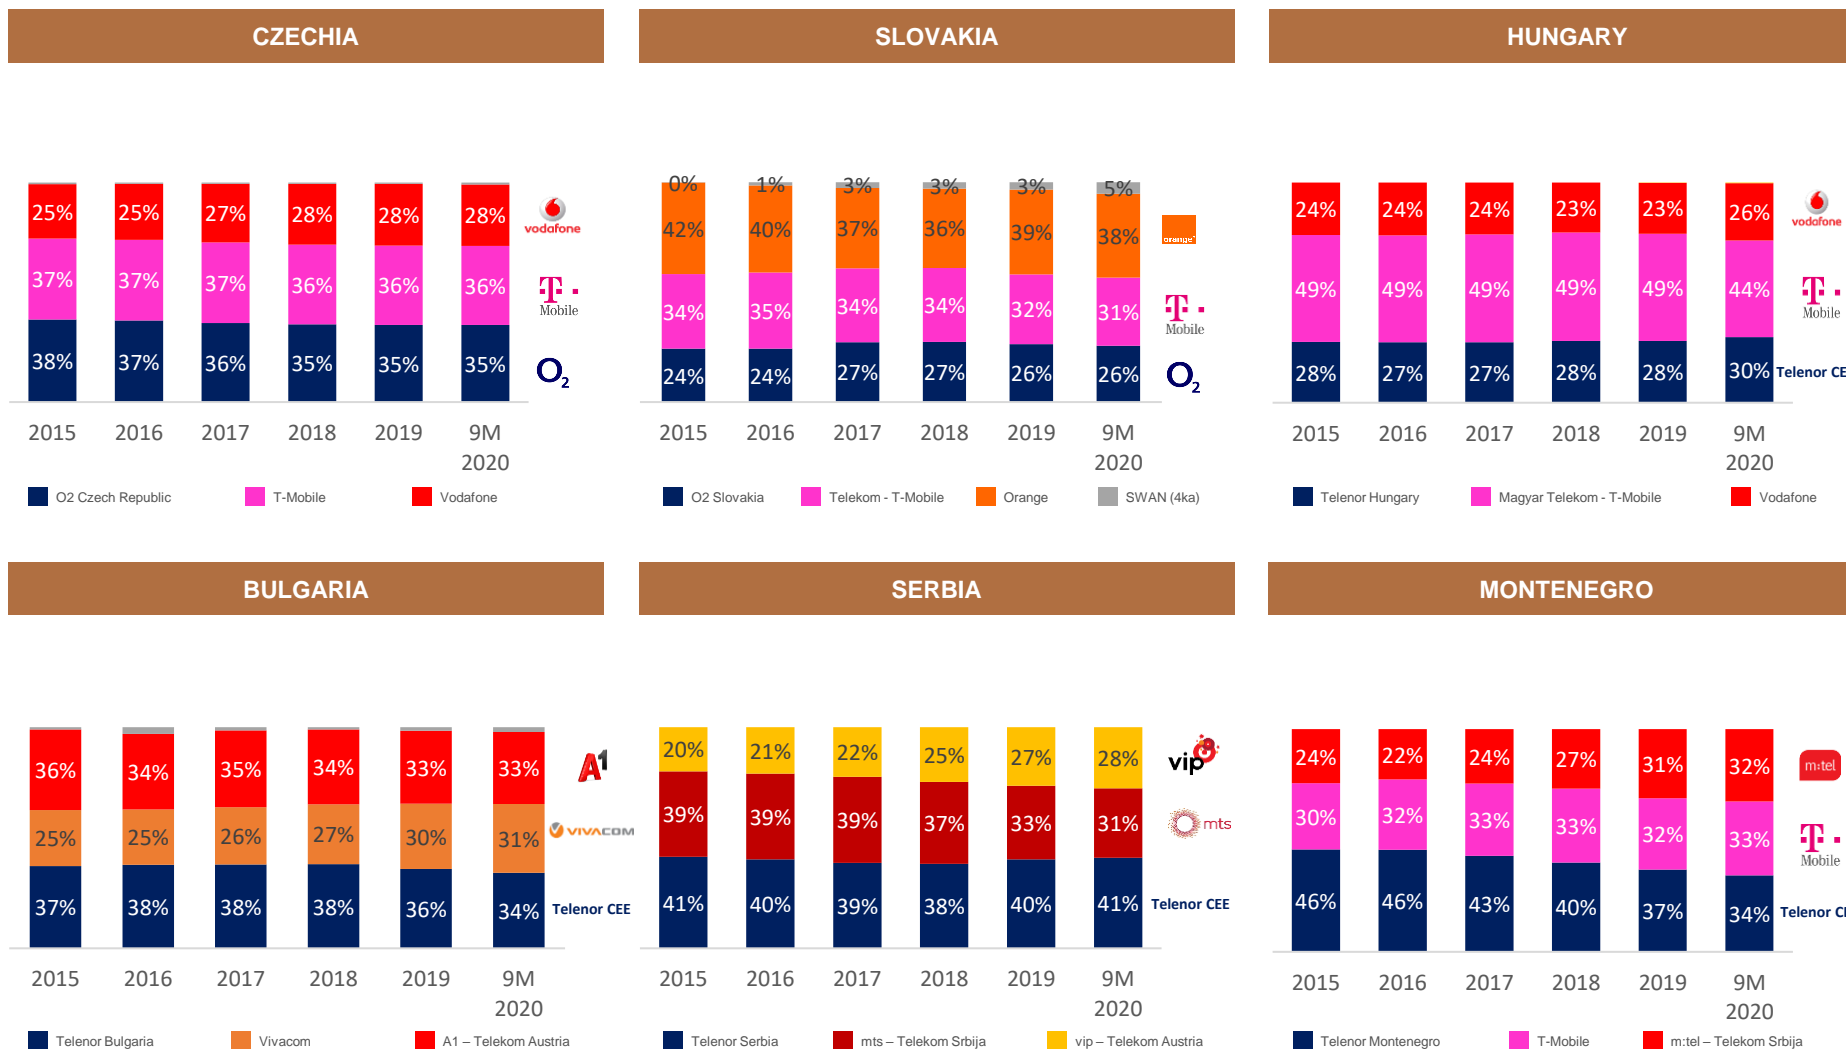 CZECHIA
25% 25% 27% 28% 28% 28%
vodafone
37% 37% 37% 36% 36% 36%
T
Mobile
38% 37% 36% 35% 35% 35%
O2
2015 2016 2017 2018 2019 9M
2020
O2 Czech Republic T-Mobile Vodafone
SLOVAKIA
0% 1% 3% 3% 3% 5%
42% 40% 37% 36% 39% 38%
orange
34% 35% 34% 34% 32% 31%
T
Mobile
24% 24% 27% 27% 26% 26%
O2
2015 2016 2017 2018 2019 9M
2020
O2 Slovakia Telekom - T-Mobile Orange SWAN (4ka)
HUNGARY
24% 24% 24% 23% 23% 26%
vodafone
49% 49% 49% 49% 49% 44%
T
Mobile
28% 27% 27% 28% 28% 30% Telenor CE
2015 2016 2017 2018 2019 9M
2020
Telenor Hungary Magyar Telekom - T-Mobile Vodafone
BULGARIA
36% 34% 35% 34% 33% 33%
A1
25% 25% 26% 27% 30% 31%
VIVACOM
37% 38% 38% 38% 36% 34% Telenor CEE
2015 2016 2017 2018 2019 9M
2020
Telenor Bulgaria Vivacom A1 – Telekom Austria
SERBIA
20% 21% 22% 25% 27% 28%
vip
39% 39% 39% 37% 33% 31%
mts
41% 40% 39% 38% 40% 41% Telenor CEE
2015 2016 2017 2018 2019 9M
2020
Telenor Serbia mts – Telekom Srbija vip – Telekom Austria
MONTENEGRO
24% 22% 24% 27% 31% 32%
m:tel
30% 32% 33% 33% 32% 33%
T
Mobile
46% 46% 43% 40% 37% 34% Telenor CE
2015 2016 2017 2018 2019 9M
2020
Telenor Montenegro T-Mobile m:tel – Telekom Srbija